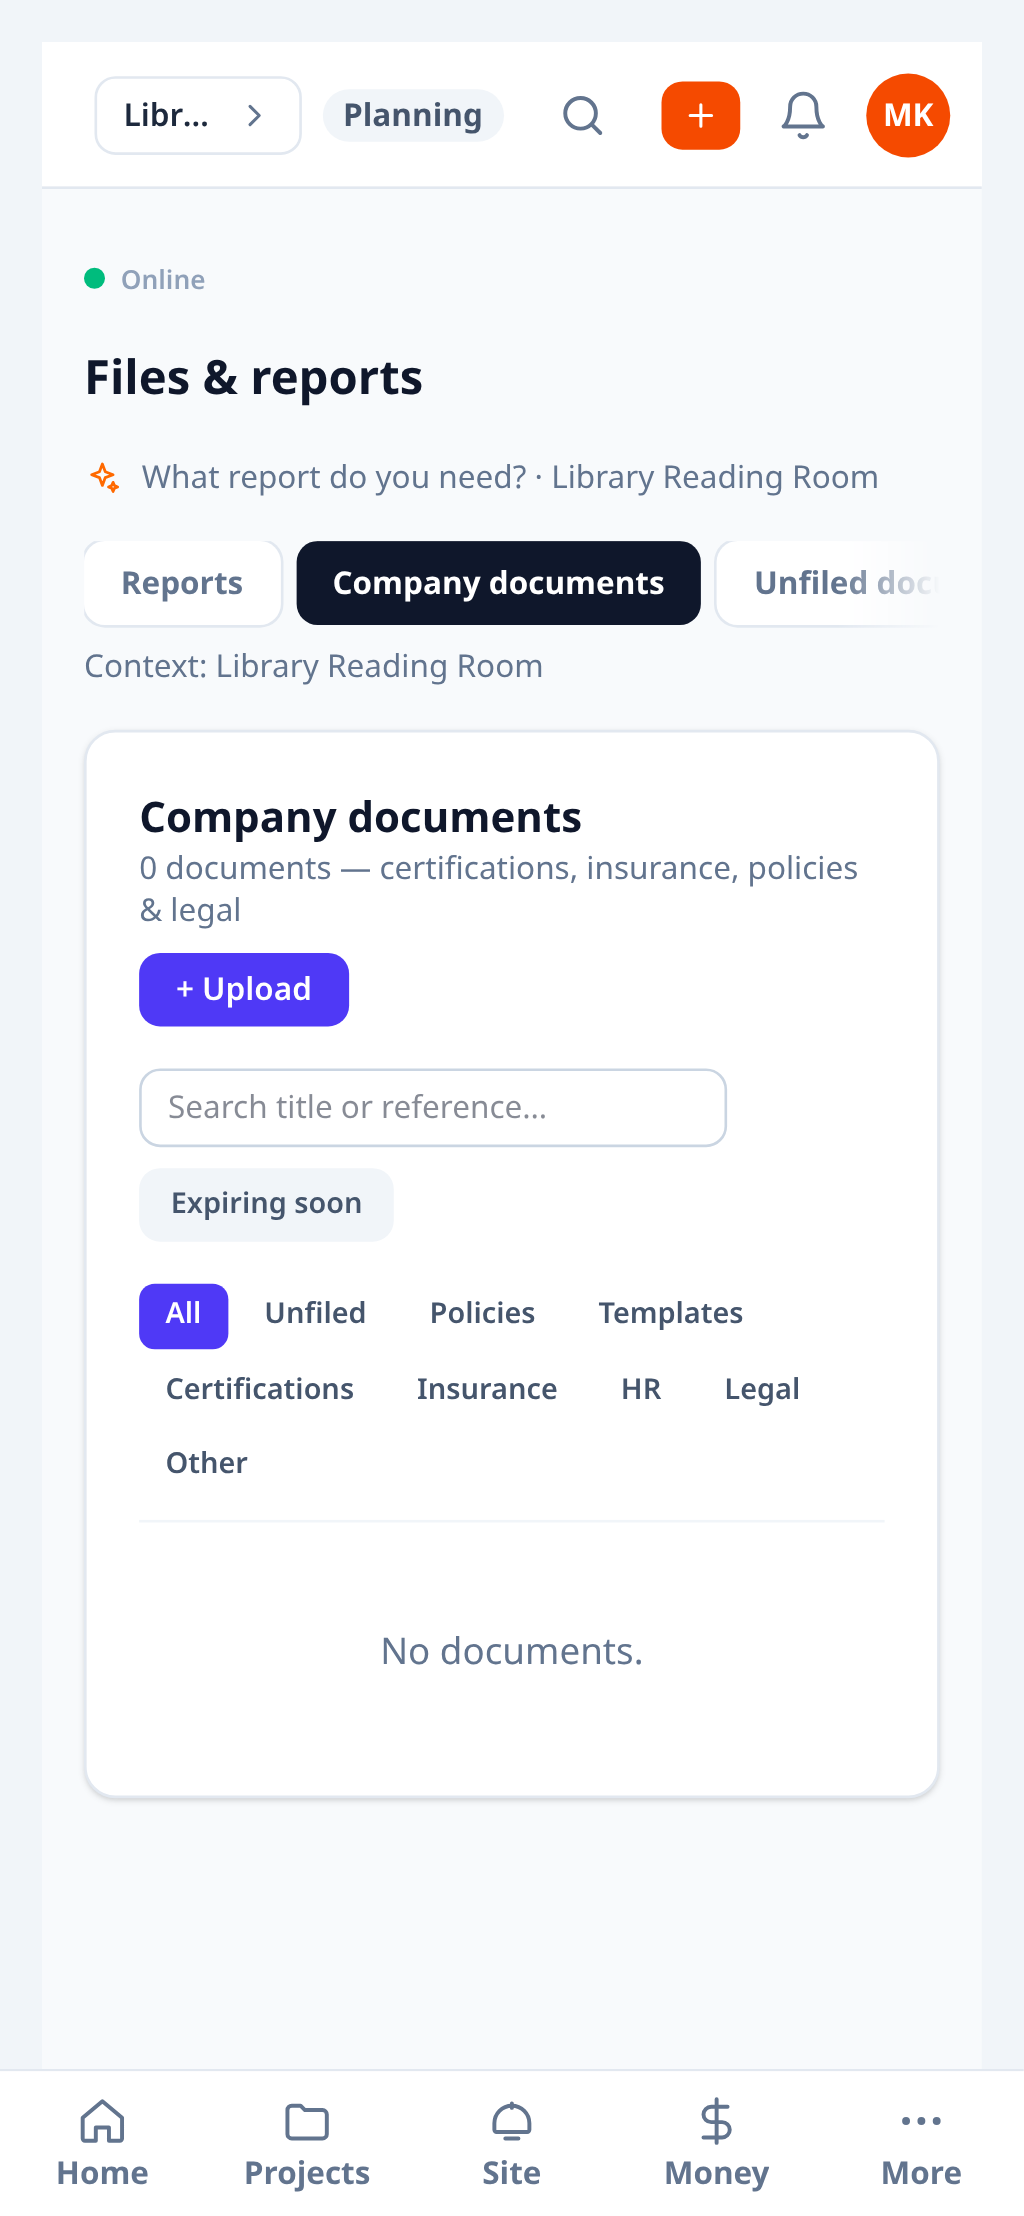 Libr...
Planning
MK
Online
Files & reports
What report do you need? · Library Reading Room
Reports
Company documents
Unfiled doc
Context: Library Reading Room
Company documents
0 documents — certifications, insurance, policies
& legal
+ Upload
Search title or reference...
Expiring soon
All Unfiled Policies Templates
Certifications Insurance HR Legal
Other
No documents.
Home Projects Site Money More